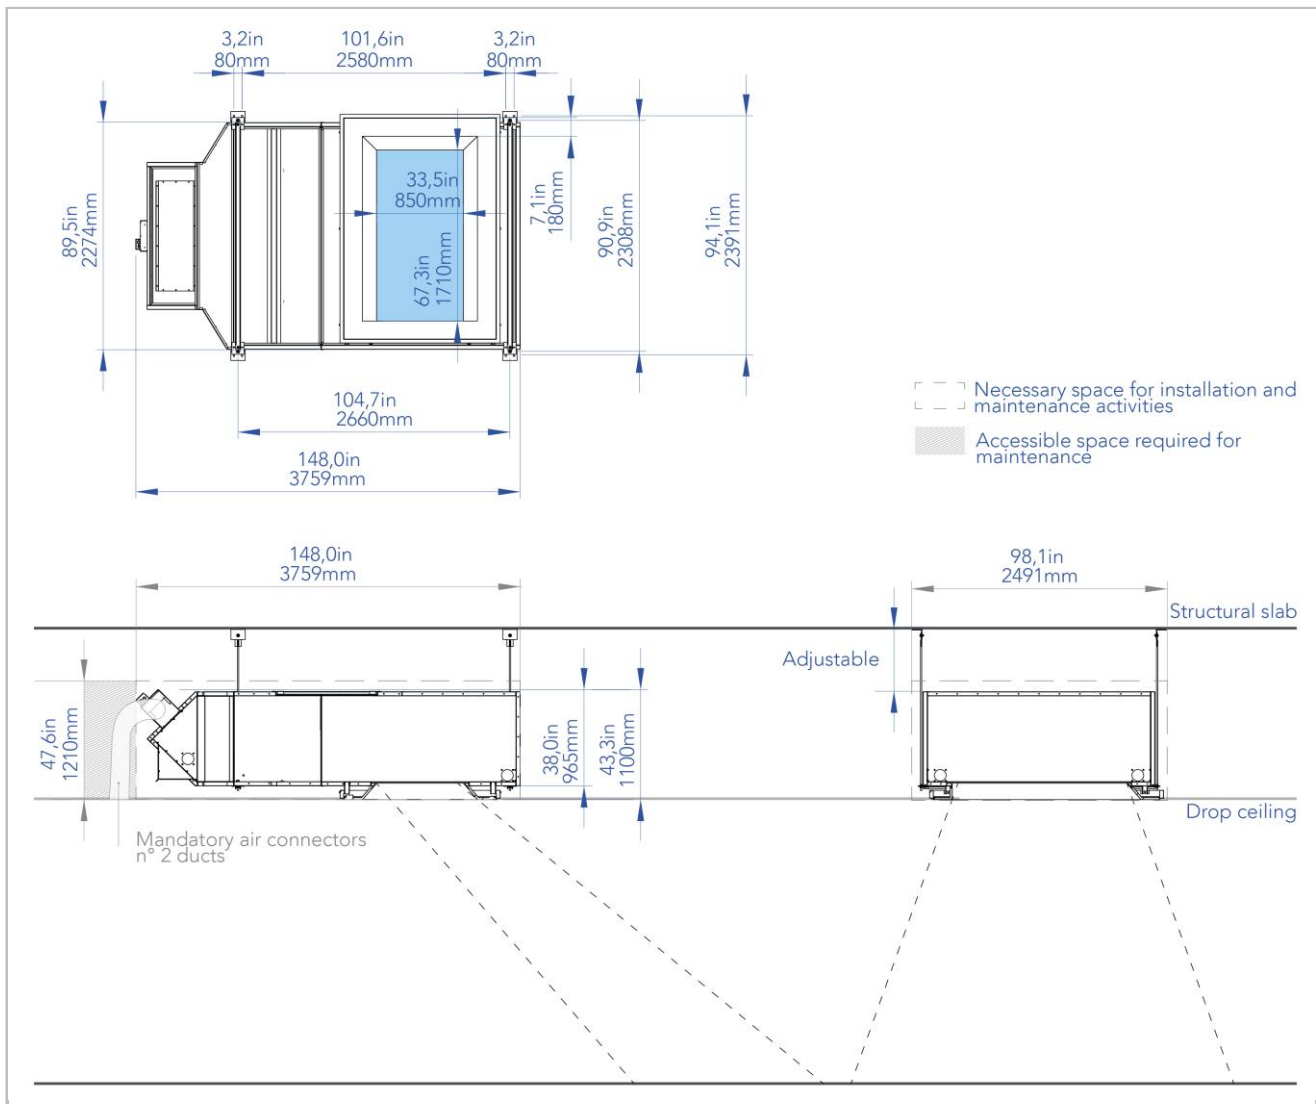 3,2in
80mm
101,6in
2580mm
3,2in
80mm
89,5in
2274mm
33,5in
850mm
67,3in
1710mm
7,1in
180mm
90,9in
2308mm
94,1in
2391mm
104,7in
2660mm
148,0in
3759mm
Necessary space for installation and
maintenance activities
Accessible space required for
maintenance
148,0in
3759mm
98,1in
2491mm
Structural slab
Adjustable
47,6in
1210mm
38,0in
965mm
43,3in
1100mm
Drop ceiling
Mandatory air connectors
n° 2 ducts